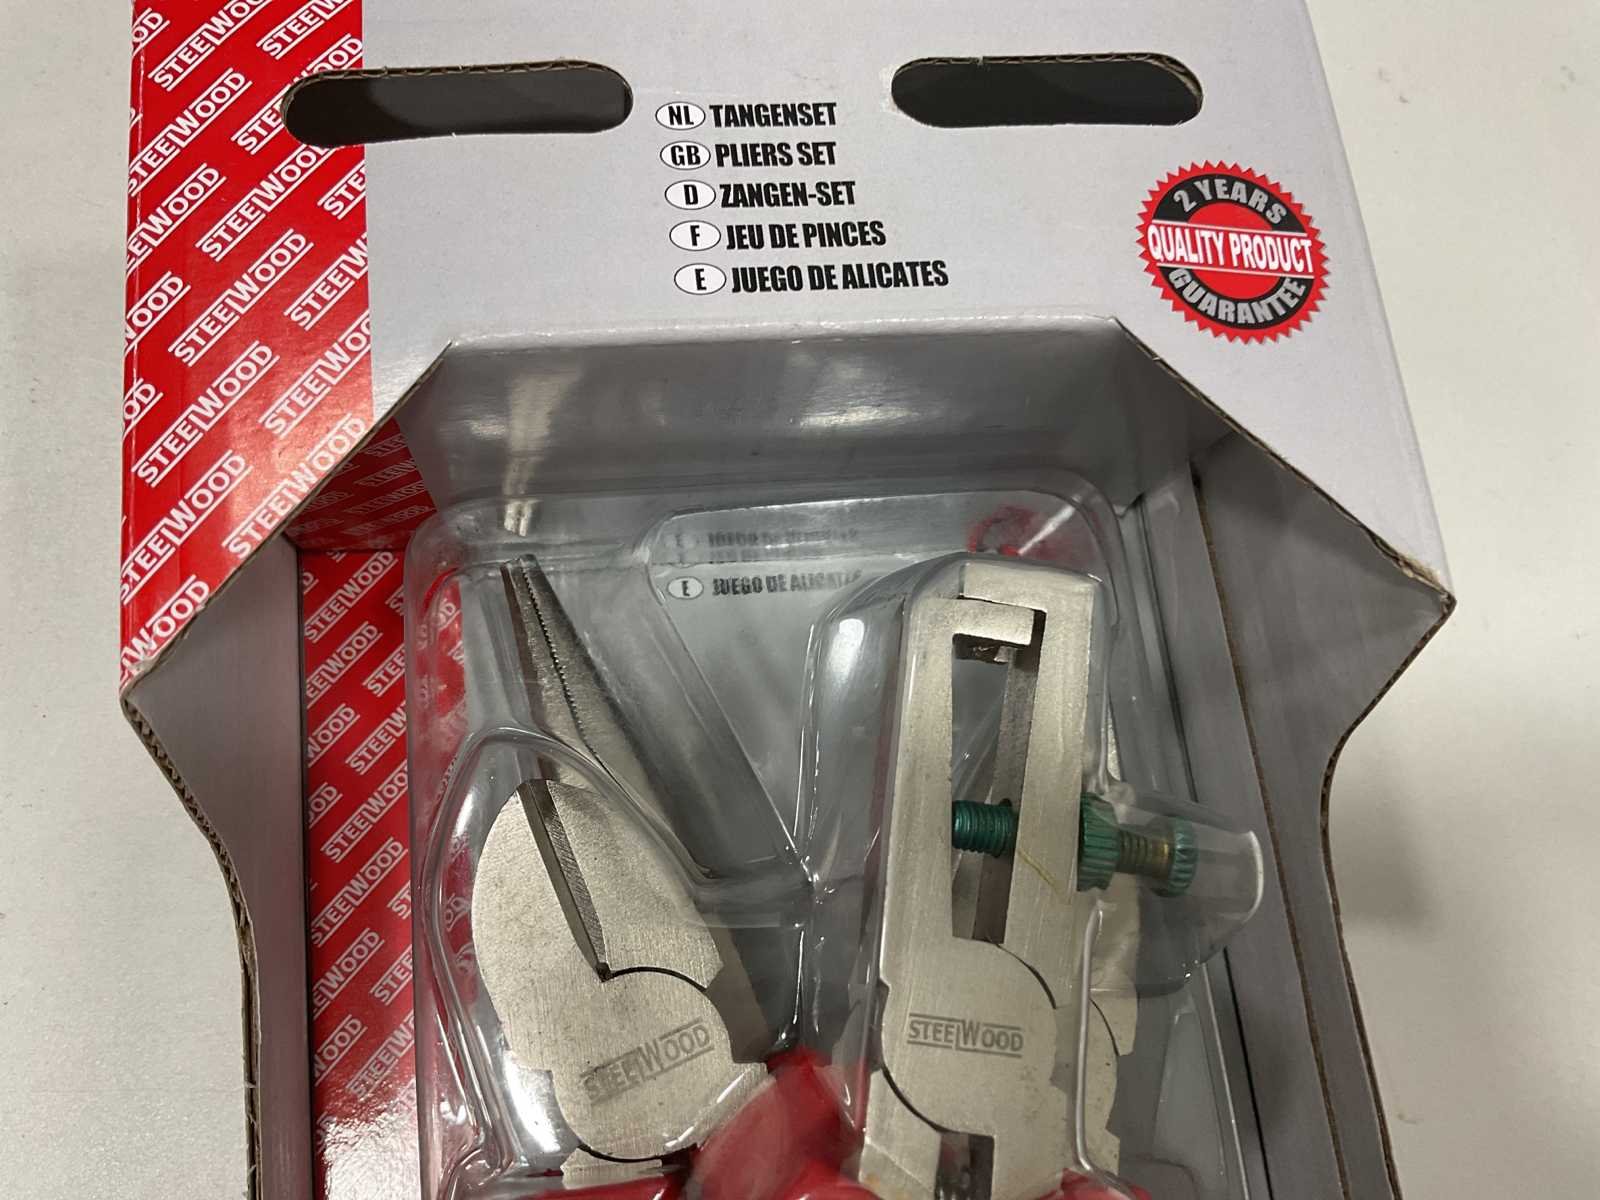 STEELWOOD
NL TANGENSET
GB PLIERS SET
D ZANGEN-SET
F JEU DE PINCES
E JUEGO DE ALICATES
2 YEARS
QUALITY PRODUCT
GUARANTEE
E JUEGO DE ALICATES
STEELWOOD
STEELWOOD